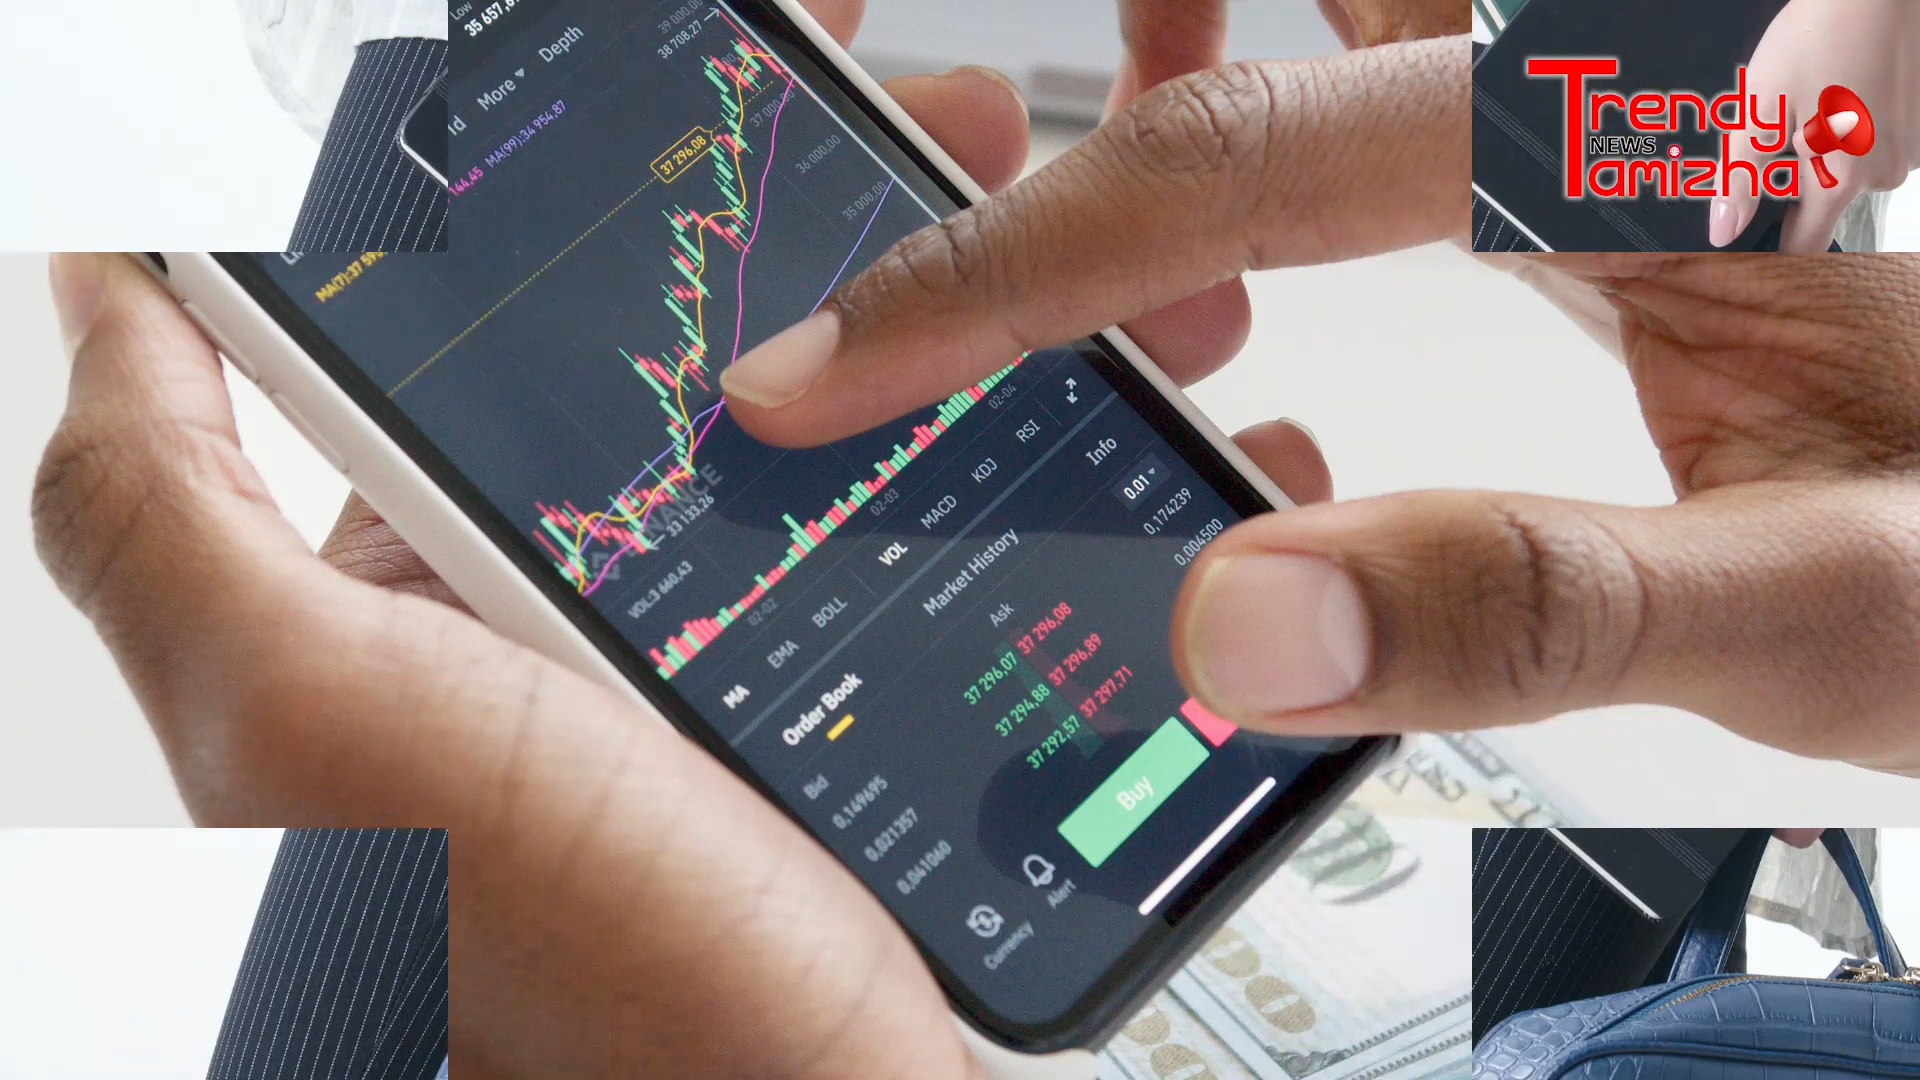 Low
35 657,8
39 000,00
38 708,27
Depth
More
MA(99):34 954,87
144,45
37 296,08
37 000,00
36 000,00
35 000,00
MA(7):37 59
33 133,26
VOL:3 660,43
02-02
02-03
02-04
MA
EMA
BOLL
VOL
MACD
KDJ
RSI
Order Book
Market History
Info
Bid
Ask
0.01
0,149695
37 296,07
37 296,08
0,174239
0,021357
37 294,88
37 296,89
0,004500
0,041060
37 292,57
37 297,71
Currency
Alert
Buy
Trendy
NEWS
Tamizha